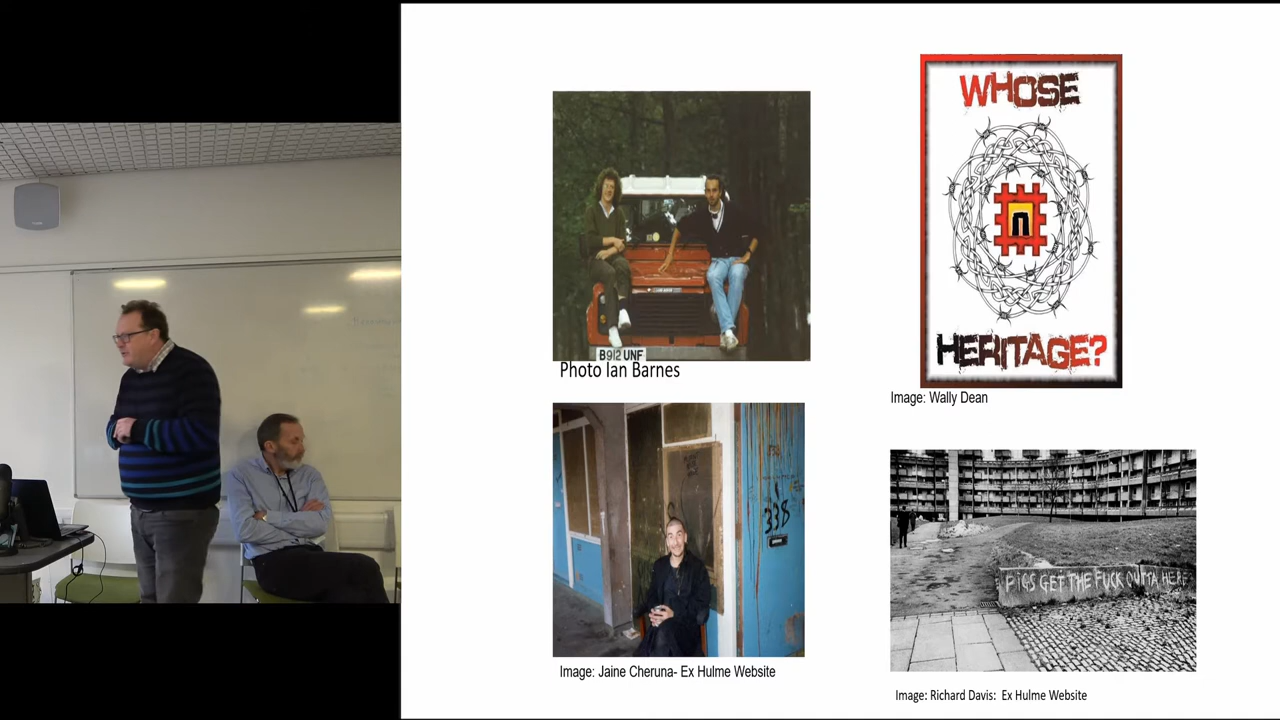 WHOSE
HERITAGE?
B912 UNF
Photo Ian Barnes
Image: Wally Dean
338
PIGS GET THE FUCK OUTTA HERE
Image: Jaine Cheruna- Ex Hulme Website
Image: Richard Davis: Ex Hulme Website